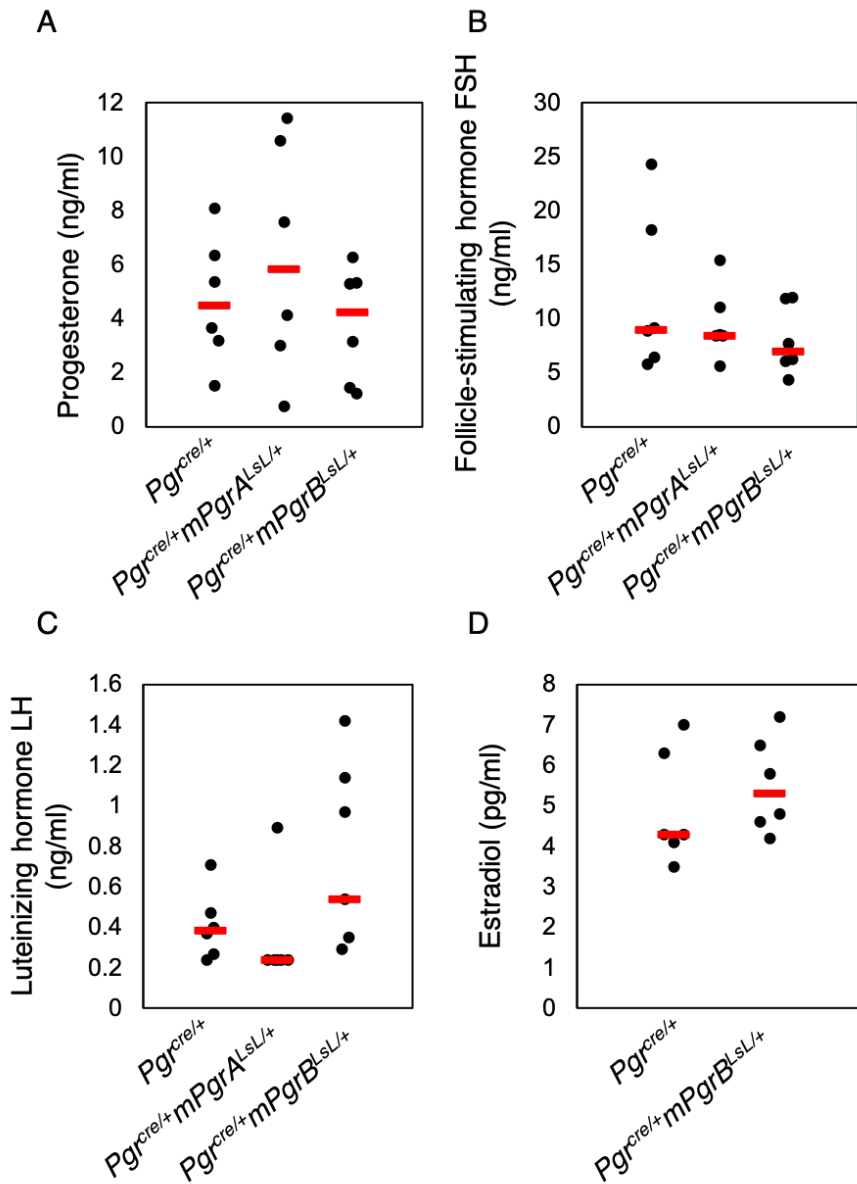 A
Progesterone (ng/ml)
12
10
8
6
4
2
0
Pgr^cre/+
Pgr^cre/+mPgrA^LsL/+
Pgr^cre/+mPgrB^LsL/+
B
Follicle-stimulating hormone FSH
(ng/ml)
30
25
20
15
10
5
0
Pgr^cre/+
Pgr^cre/+mPgrA^LsL/+
Pgr^cre/+mPgrB^LsL/+
C
Luteinizing hormone LH
(ng/ml)
1.6
1.4
1.2
1
0.8
0.6
0.4
0.2
0
Pgr^cre/+
Pgr^cre/+mPgrA^LsL/+
Pgr^cre/+mPgrB^LsL/+
D
Estradiol (pg/ml)
8
7
6
5
4
3
2
1
0
Pgr^cre/+
Pgr^cre/+mPgrB^LsL/+